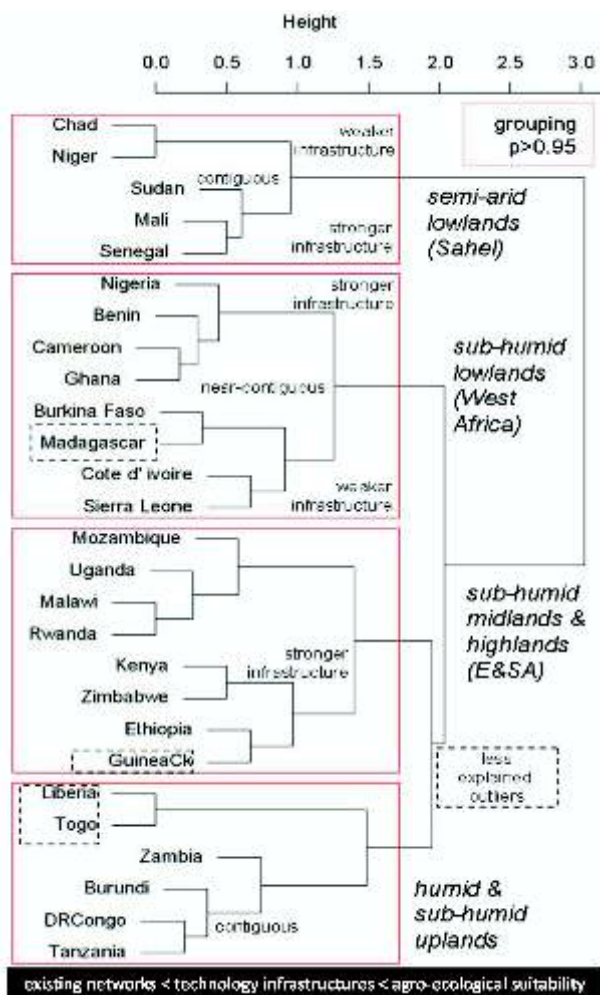 Height
0.0 0.5 1.0 1.5 2.0 2.5 3.0
Chad
Niger
Sudan
Mali
Senegal
weaker
infrastructure
contiguous
stronger
infrastructure
grouping
p>0.95
semi-arid
lowlands
(Sahel)
Nigeria
Benin
Cameroon
Ghana
Burkina Faso
Madagascar
Cote d' ivoire
Sierra Leone
stronger
infrastructure
near-contiguous
weaker
infrastructure
sub-humid
lowlands
(West
Africa)
Mozambique
Uganda
Malawi
Rwanda
Kenya
Zimbabwe
Ethiopia
GuineaCk
stronger
infrastructure
sub-humid
midlands &
highlands
(E&SA)
less
explained
outliers
Liberia
Togo
Zambia
Burundi
DRCongo
Tanzania
contiguous
humid &
sub-humid
uplands
existing networks < technology infrastructures < agro-ecological suitability